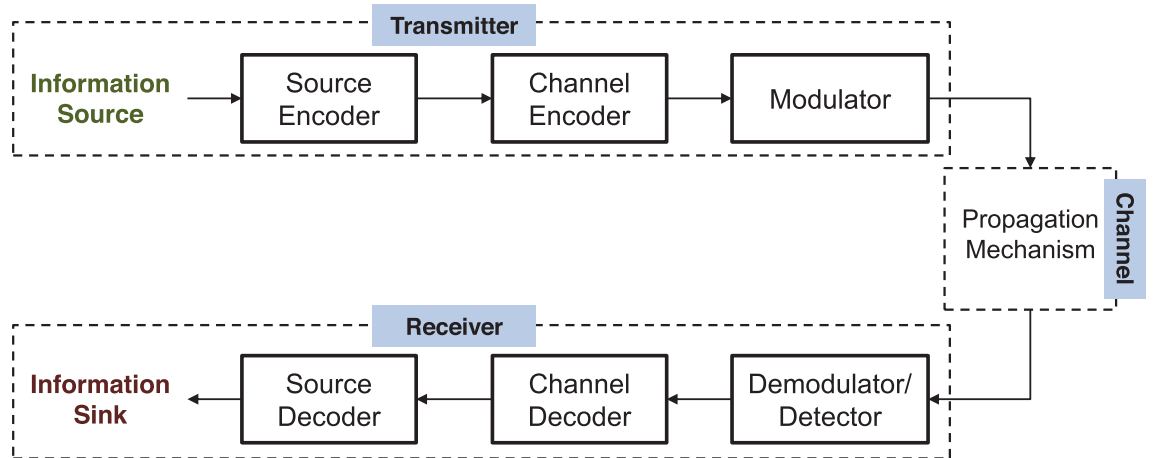 Transmitter
Information
Source
Source
Encoder
Channel
Encoder
Modulator
Propagation
Mechanism
Channel
Receiver
Information
Sink
Source
Decoder
Channel
Decoder
Demodulator/
Detector